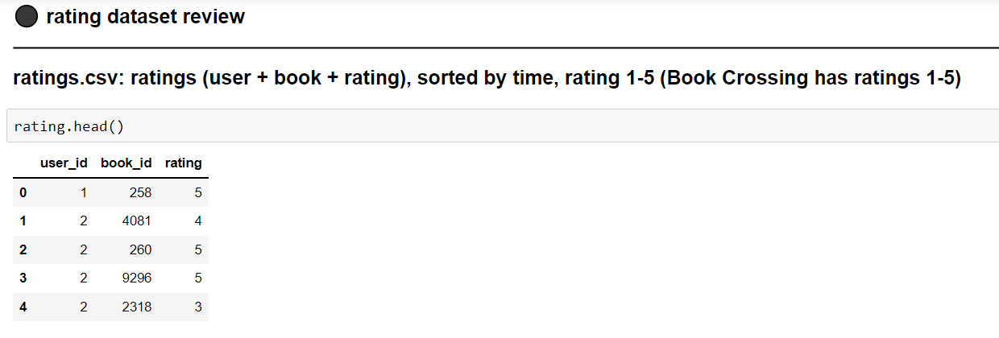 rating dataset review
ratings.csv: ratings (user + book + rating), sorted by time, rating 1-5 (Book Crossing has ratings 1-5)
rating.head()
user_id book_id rating
0 1 258 5
1 2 4081 4
2 2 260 5
3 2 9296 5
4 2 2318 3